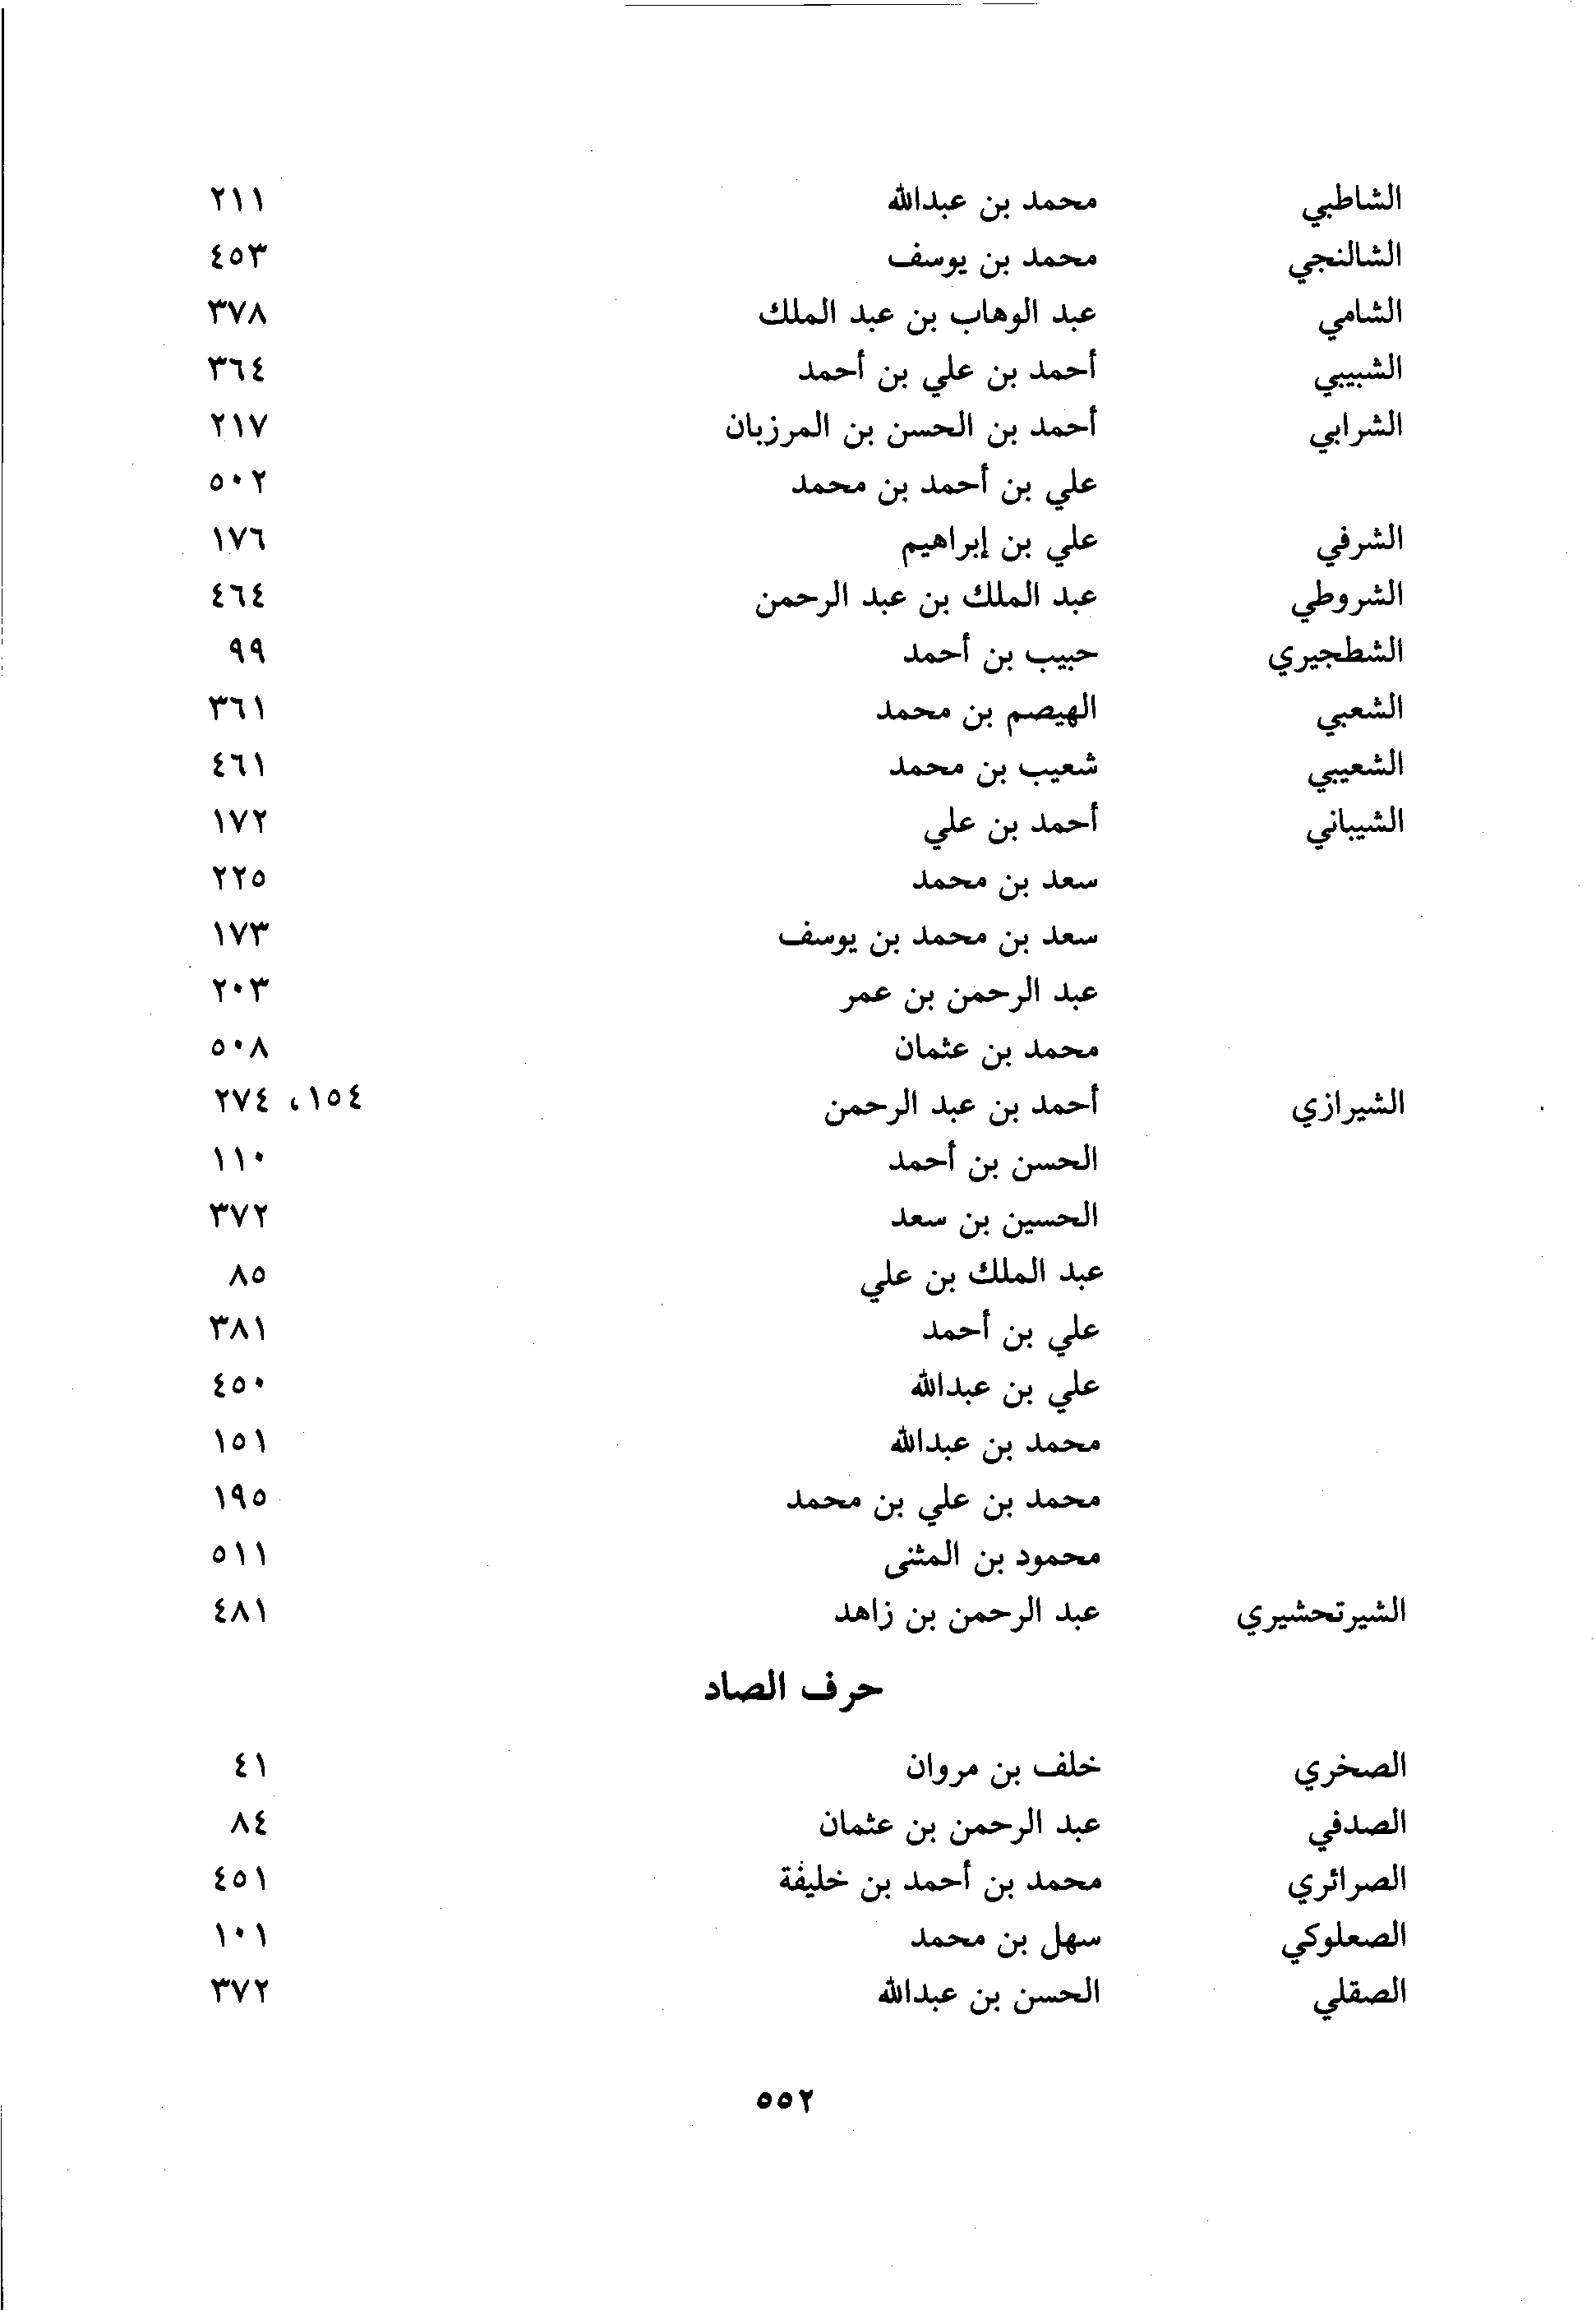 الشاطبي محمد بن عبدالله ٢١١
الشالنجي محمد بن يوسف ٤٥٣
الشامي عبد الوهاب بن عبد الملك ٣٧٨
الشبيبي أحمد بن علي بن أحمد ٣٦٤
الشرابي أحمد بن الحسن بن المرزبان ٢١٧
علي بن أحمد بن محمد ٥٠٢
الشرفي علي بن إبراهيم ١٧٦
الشروطي عبد الملك بن عبد الرحمن ٤٦٤
الشطجيري حبيب بن أحمد ٩٩
الشعبي الهيصم بن محمد ٣٦١
الشعيبي شعيب بن محمد ٤٦١
الشيباني أحمد بن علي ١٧٢
سعد بن محمد ٢٢٥
سعد بن محمد بن يوسف ١٧٣
عبد الرحمن بن عمر ٢٠٣
محمد بن عثمان ٥٠٨
الشيرازي أحمد بن عبد الرحمن ١٥٤، ٢٧٤
الحسن بن أحمد ١١٠
الحسين بن سعد ٣٧٢
عبد الملك بن علي ٨٥
علي بن أحمد ٣٨١
علي بن عبدالله ٤٥٠
محمد بن عبدالله ١٥١
محمد بن علي بن محمد ١٩٥
محمود بن المثنى ٥١١
الشيرتحشيري عبد الرحمن بن زاهد ٤٨١
حرف الصاد
الصخري خلف بن مروان ٤١
الصدفي عبد الرحمن بن عثمان ٨٤
الصرائري محمد بن أحمد بن خليفة ٤٥١
الصعلوكي سهل بن محمد ١٠١
الصقلي الحسن بن عبدالله ٣٧٢
٥٥٢